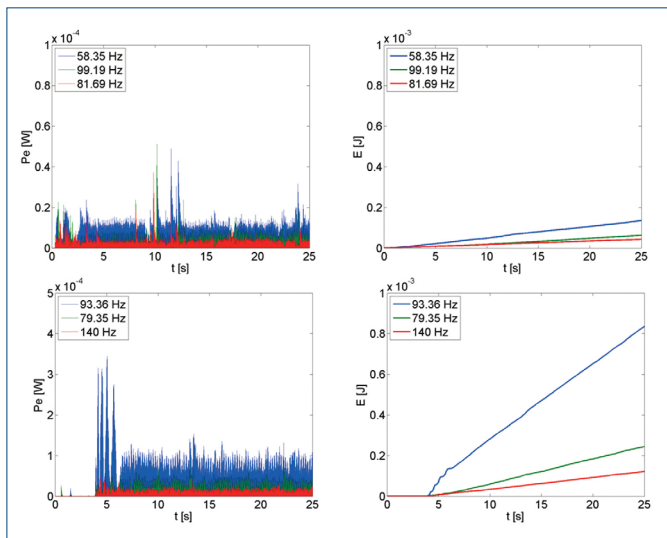 x 10⁻⁴
1
0.8
0.6
0.4
0.2
0
Pe [W]
58.35 Hz
99.19 Hz
81.69 Hz
0 5 10 15 20 25
t [s]
x 10⁻³
1
0.8
0.6
0.4
0.2
0
E [J]
58.35 Hz
99.19 Hz
81.69 Hz
0 5 10 15 20 25
t [s]
x 10⁻⁴
5
4
3
2
1
0
Pe [W]
93.36 Hz
79.35 Hz
140 Hz
0 5 10 15 20 25
t [s]
x 10⁻³
1
0.8
0.6
0.4
0.2
0
E [J]
93.36 Hz
79.35 Hz
140 Hz
0 5 10 15 20 25
t [s]